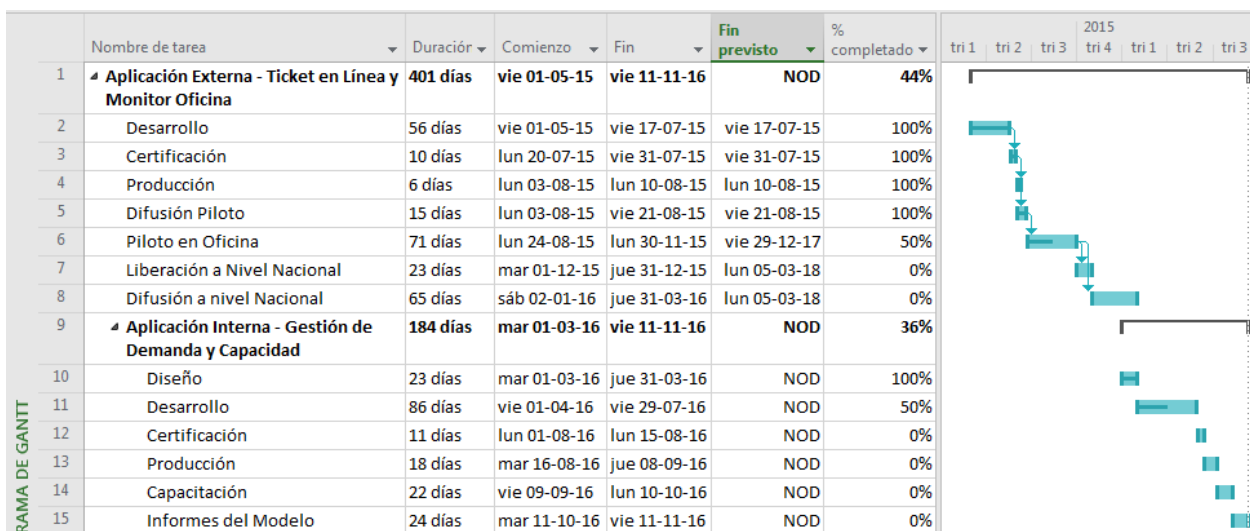 Nombre de tarea Duración Comienzo Fin Fin previsto % completado
2015
tri 1 tri 2 tri 3 tri 4 tri 1 tri 2 tri 3
1 Aplicación Externa - Ticket en Línea y 401 días vie 01-05-15 vie 11-11-16 NOD 44%
Monitor Oficina
2 Desarrollo 56 días vie 01-05-15 vie 17-07-15 vie 17-07-15 100%
3 Certificación 10 días lun 20-07-15 vie 31-07-15 vie 31-07-15 100%
4 Producción 6 días lun 03-08-15 lun 10-08-15 lun 10-08-15 100%
5 Difusión Piloto 15 días lun 03-08-15 vie 21-08-15 vie 21-08-15 100%
6 Piloto en Oficina 71 días lun 24-08-15 lun 30-11-15 vie 29-12-17 50%
7 Liberación a Nivel Nacional 23 días mar 01-12-15 jue 31-12-15 lun 05-03-18 0%
8 Difusión a nivel Nacional 65 días sáb 02-01-16 jue 31-03-16 lun 05-03-18 0%
9 Aplicación Interna - Gestión de 184 días mar 01-03-16 vie 11-11-16 NOD 36%
Demanda y Capacidad
10 Diseño 23 días mar 01-03-16 jue 31-03-16 NOD 100%
11 Desarrollo 86 días vie 01-04-16 vie 29-07-16 NOD 50%
12 Certificación 11 días lun 01-08-16 lun 15-08-16 NOD 0%
13 Producción 18 días mar 16-08-16 jue 08-09-16 NOD 0%
14 Capacitación 22 días vie 09-09-16 lun 10-10-16 NOD 0%
15 Informes del Modelo 24 días mar 11-10-16 vie 11-11-16 NOD 0%
RAMA DE GANTT